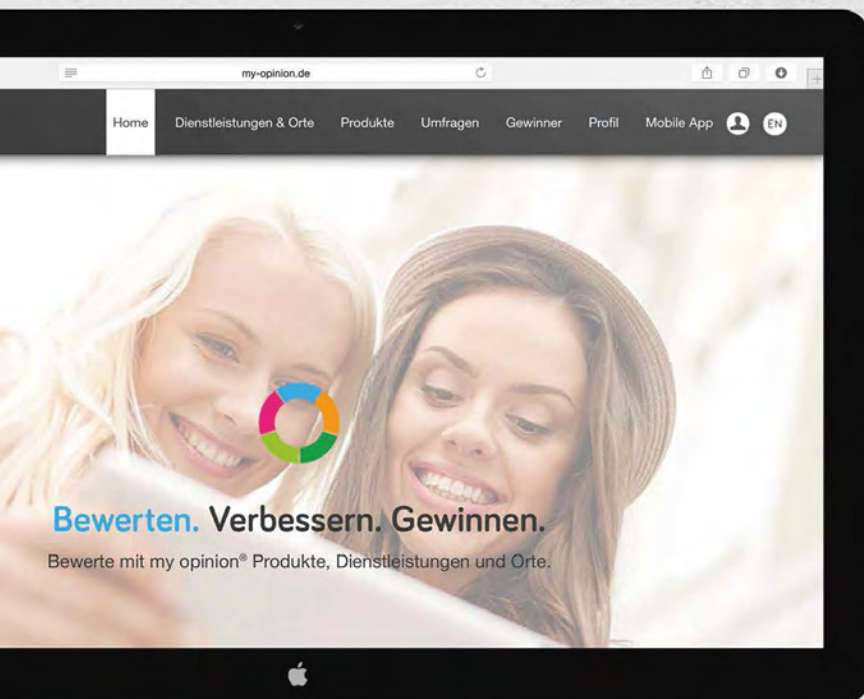 my-opinion.de
Home Dienstleistungen & Orte Produkte Umfragen Gewinner Profil Mobile App EN
Bewerten. Verbessern. Gewinnen.
Bewerte mit my opinion® Produkte, Dienstleistungen und Orte.